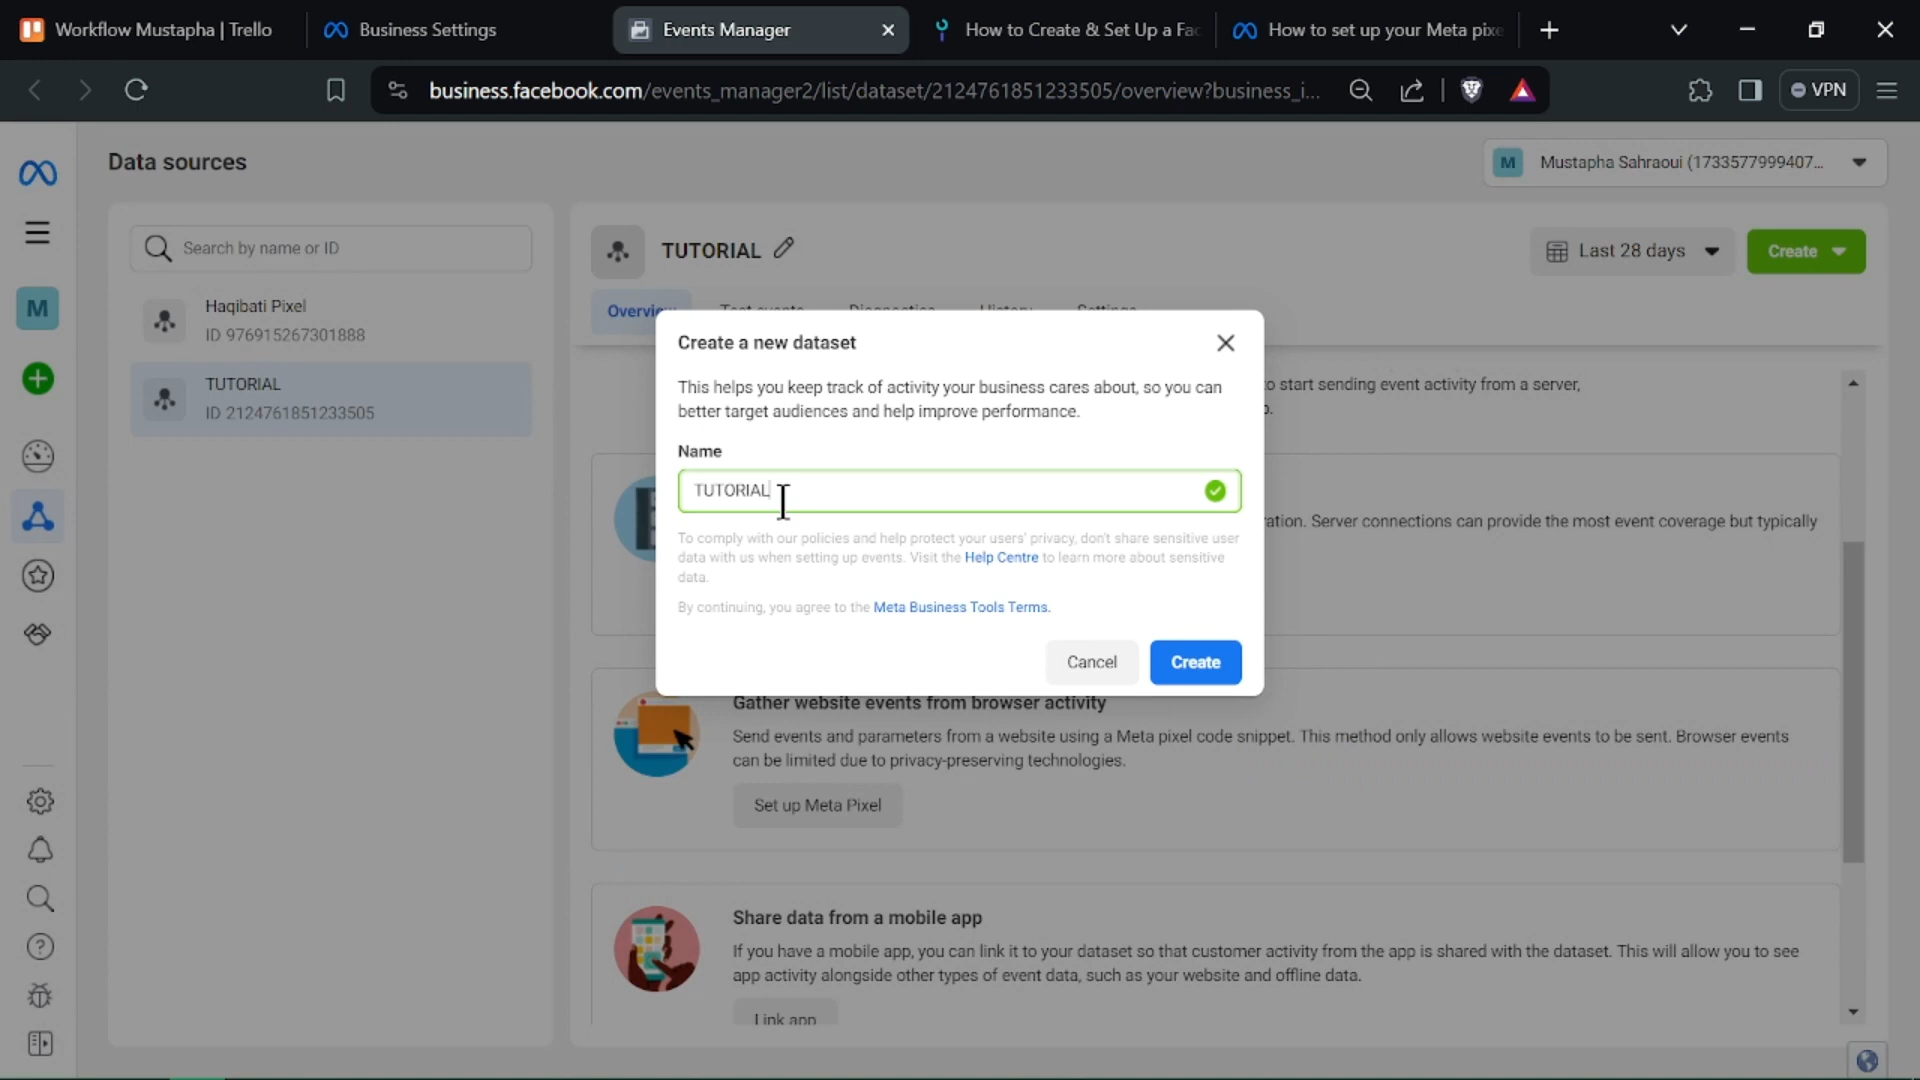 Workflow Mustapha | Trello
Business Settings
Events Manager
How to Create & Set Up a Fac
How to set up your Meta pixe
business.facebook.com/events_manager2/list/dataset/2124761851233505/overview?business_i...
VPN
Data sources
M
Mustapha Sahraoui (1733577999407...
Search by name or ID
TUTORIAL
Last 28 days
Create
M
Haqibati Pixel
ID 976915267301888
Overview
Test events
Diagnostics
History
Settings
TUTORIAL
ID 2124761851233505
Create a new dataset
This helps you keep track of activity your business cares about, so you can
better target audiences and help improve performance.
to start sending event activity from a server,
Name
TUTORIAL
ation. Server connections can provide the most event coverage but typically
To comply with our policies and help protect your users' privacy, don't share sensitive user
data with us when setting up events. Visit the Help Centre to learn more about sensitive
data.
By continuing, you agree to the Meta Business Tools Terms.
Cancel
Create
Gather website events from browser activity
Send events and parameters from a website using a Meta pixel code snippet. This method only allows website events to be sent. Browser events
can be limited due to privacy-preserving technologies.
Set up Meta Pixel
Share data from a mobile app
If you have a mobile app, you can link it to your dataset so that customer activity from the app is shared with the dataset. This will allow you to see
app activity alongside other types of event data, such as your website and offline data.
Link app